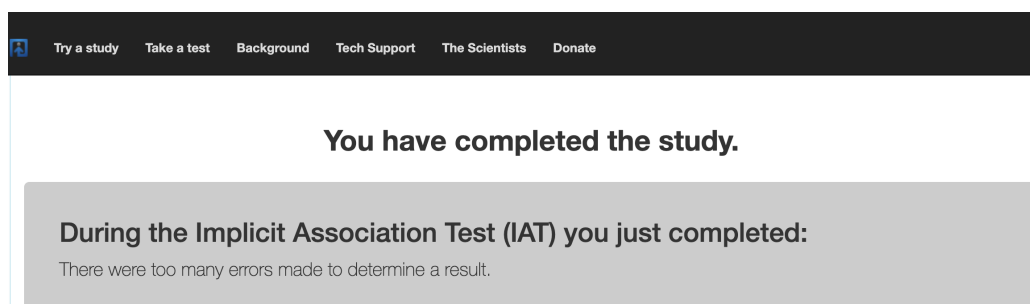 Try a study Take a test Background Tech Support The Scientists Donate
You have completed the study.
During the Implicit Association Test (IAT) you just completed:
There were too many errors made to determine a result.